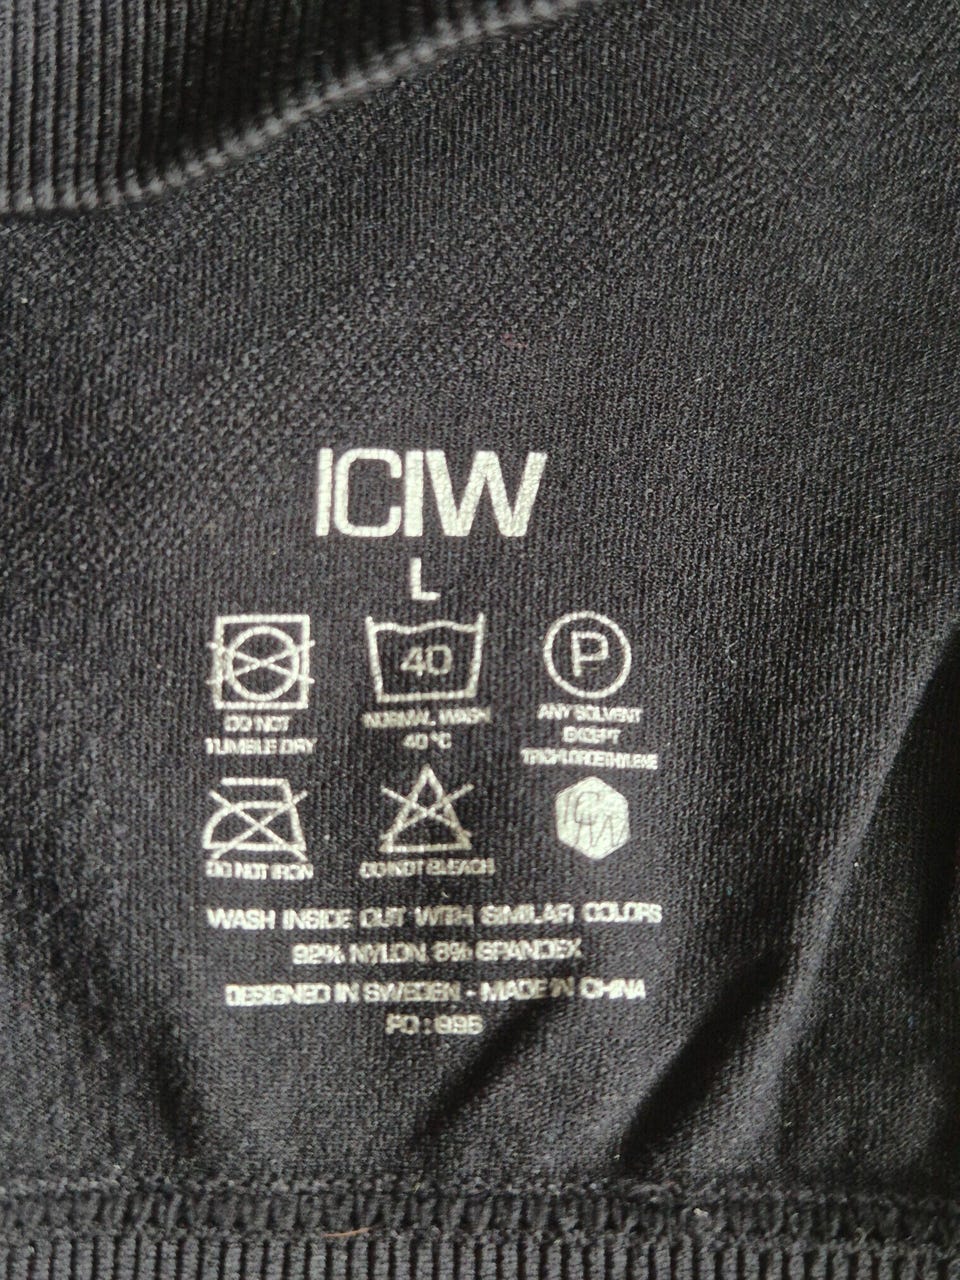 ICIW
L
40
P
DO NOT
TUMBLE DRY
NORMAL WASH
40°C
ANY SOLVENT
EXCEPT
TRICHLOROETHYLENE
DO NOT IRON
DO NOT BLEACH
WASH INSIDE OUT WITH SIMILAR COLORS
92% NYLON, 8% SPANDEX
DESIGNED IN SWEDEN - MADE IN CHINA